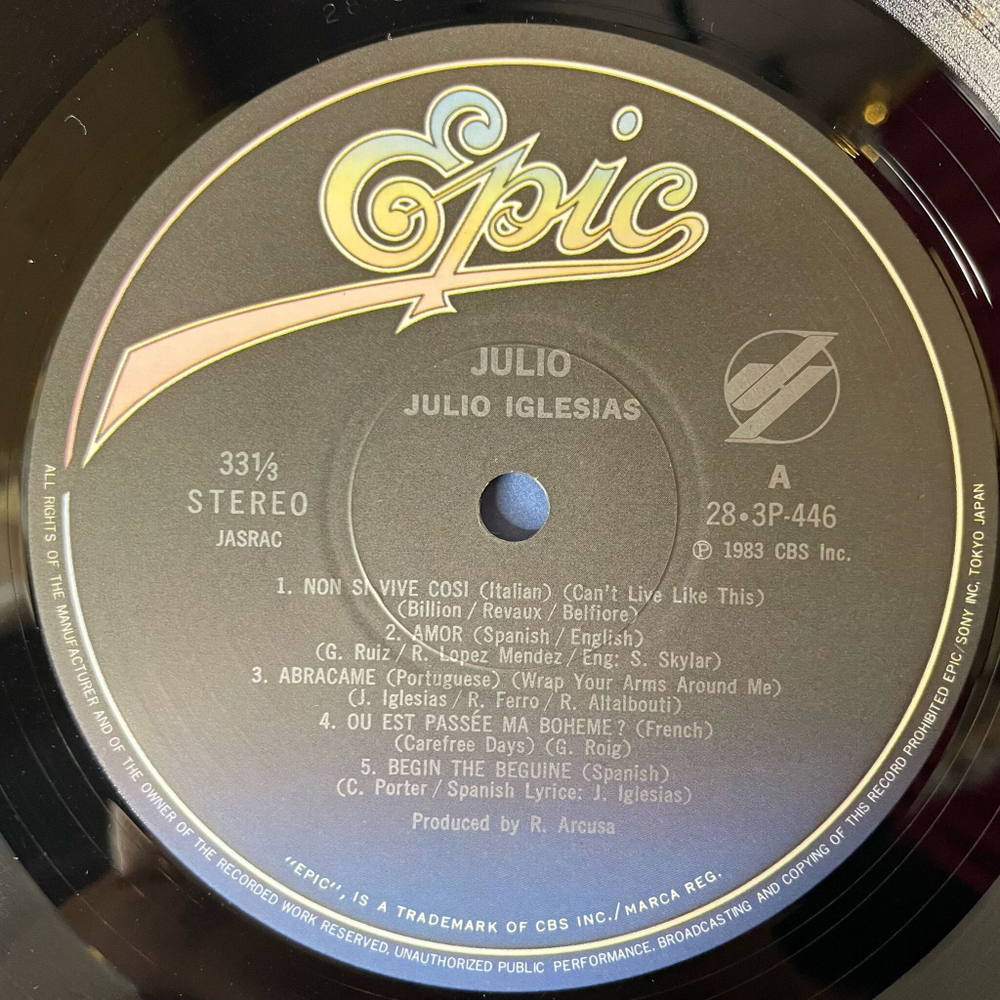 Epic
JULIO
JULIO IGLESIAS
33⅓
STEREO
JASRAC
A
28•3P-446
Ⓟ 1983 CBS Inc.
1. NON SI VIVE COSI (Italian) (Can't Live Like This)
(Billion / Revaux / Belfiore)
2. AMOR (Spanish / English)
(G. Ruiz / R. Lopez Mendez / Eng: S. Skylar)
3. ABRACAME (Portuguese) (Wrap Your Arms Around Me)
(J. Iglesias / R. Ferro / R. Altalbouti)
4. OU EST PASSÉE MA BOHEME? (French)
(Carefree Days) (G. Roig)
5. BEGIN THE BEGUINE (Spanish)
(C. Porter / Spanish Lyrice: J. Iglesias)
Produced by R. Arcusa
"EPIC", IS A TRADEMARK OF CBS INC./MARCA REG.
ALL RIGHTS OF THE MANUFACTURER AND OF THE OWNER OF THE RECORDED WORK RESERVED, UNAUTHORIZED PUBLIC PERFORMANCE, BROADCASTING AND COPYING OF THIS RECORD PROHIBITED EPIC/SONY INC, TOKYO JAPAN